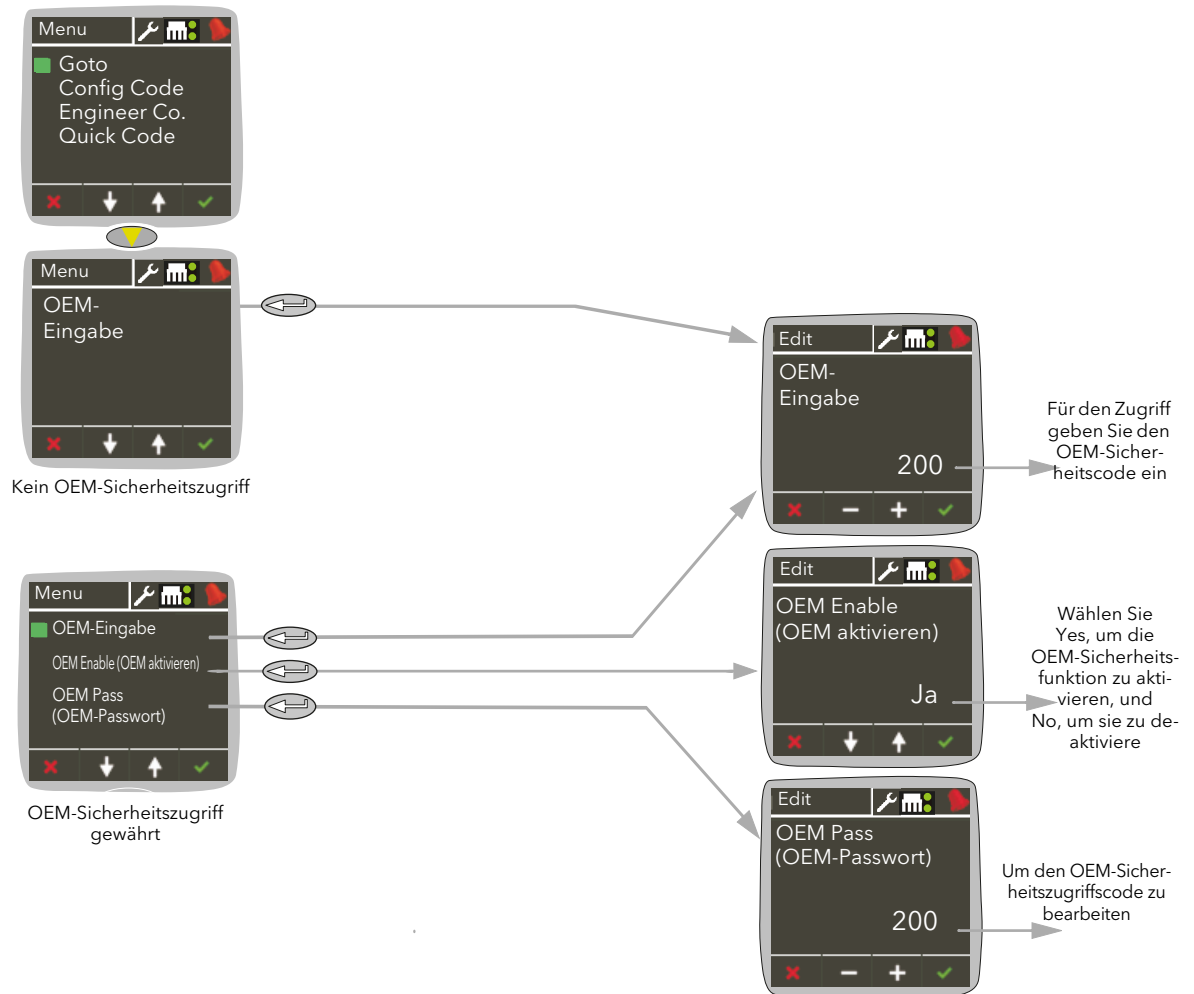 Menu
Goto
Config Code
Engineer Co.
Quick Code
Menu
OEM-
Eingabe
Kein OEM-Sicherheitszugriff
Edit
OEM-
Eingabe
200
Für den Zugriff
geben Sie den
OEM-Sicher-
heitscode ein
Menu
OEM-Eingabe
OEM Enable (OEM aktivieren)
OEM Pass
(OEM-Passwort)
OEM-Sicherheitszugriff
gewährt
Edit
OEM Enable
(OEM aktivieren)
Ja
Wählen Sie
Yes, um die
OEM-Sicherheits-
funktion zu akti-
vieren, und
No, um sie zu de-
aktiviere
Edit
OEM Pass
(OEM-Passwort)
200
Um den OEM-Sicher-
heitszugriffscode zu
bearbeiten